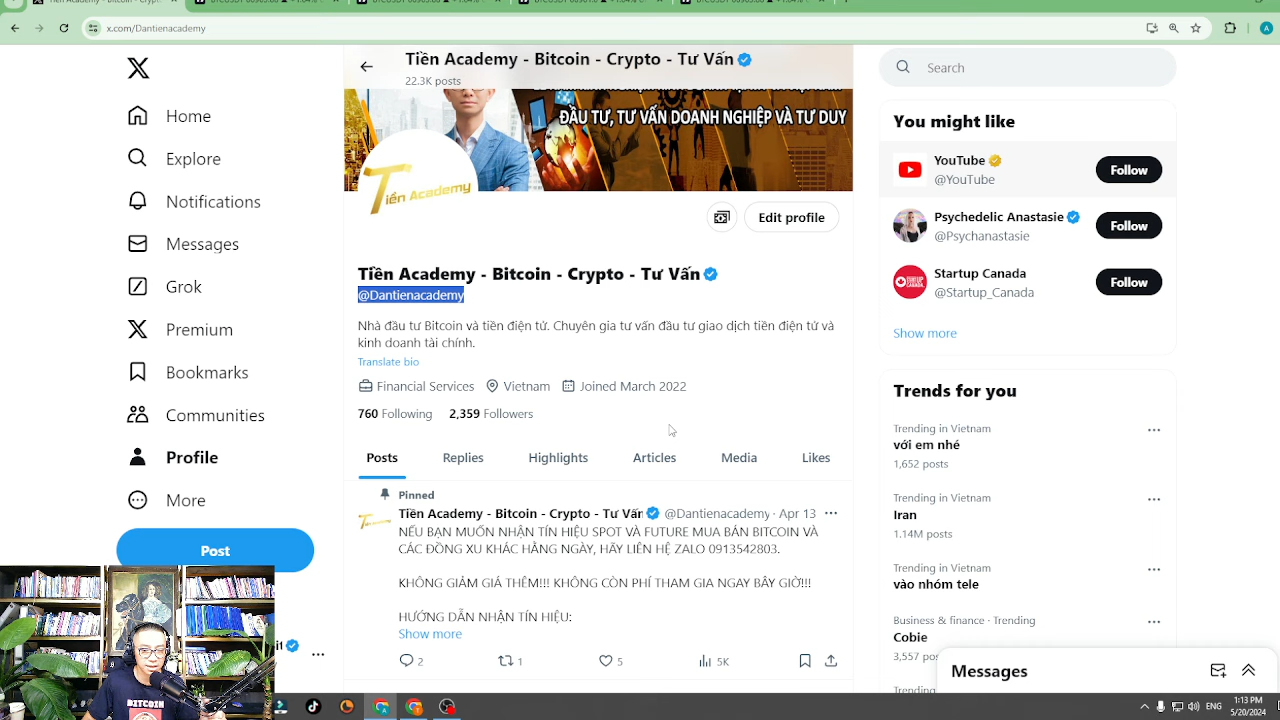 x.com/Dantienacademy
Tiền Academy - Bitcoin - Crypto - Tư Vấn
22.3K posts
ĐẦU TƯ, TƯ VẤN DOANH NGHIỆP VÀ TƯ DUY
Tiền Academy
Edit profile
Tiền Academy - Bitcoin - Crypto - Tư Vấn
@Dantienacademy
Nhà đầu tư Bitcoin và tiền điện tử. Chuyên gia tư vấn đầu tư giao dịch tiền điện tử và
kinh doanh tài chính.
Translate bio
Financial Services Vietnam Joined March 2022
760 Following 2,359 Followers
Posts Replies Highlights Articles Media Likes
Pinned
Tiền Academy - Bitcoin - Crypto - Tư Vấn @Dantienacademy · Apr 13
NẾU BẠN MUỐN NHẬN TÍN HIỆU SPOT VÀ FUTURE MUA BÁN BITCOIN VÀ
CÁC ĐỒNG XU KHÁC HẰNG NGÀY, HÃY LIÊN HỆ ZALO 0913542803.
KHÔNG GIẢM GIÁ THÊM!!! KHÔNG CÒN PHÍ THAM GIA NGAY BÂY GIỜ!!!
HƯỚNG DẪN NHẬN TÍN HIỆU:
Show more
2 1 5 5K
Home
Explore
Notifications
Messages
Grok
Premium
Bookmarks
Communities
Profile
More
Post
Search
You might like
YouTube
@YouTube
Follow
Psychedelic Anastasie
@Psychanastasie
Follow
Startup Canada
@Startup_Canada
Follow
Show more
Trends for you
Trending in Vietnam
với em nhé
1,652 posts
Trending in Vietnam
Iran
1.14M posts
Trending in Vietnam
vào nhóm tele
Business & finance · Trending
Cobie
3,557
Messages
Trending
ENG
1:13 PM
5/20/2024